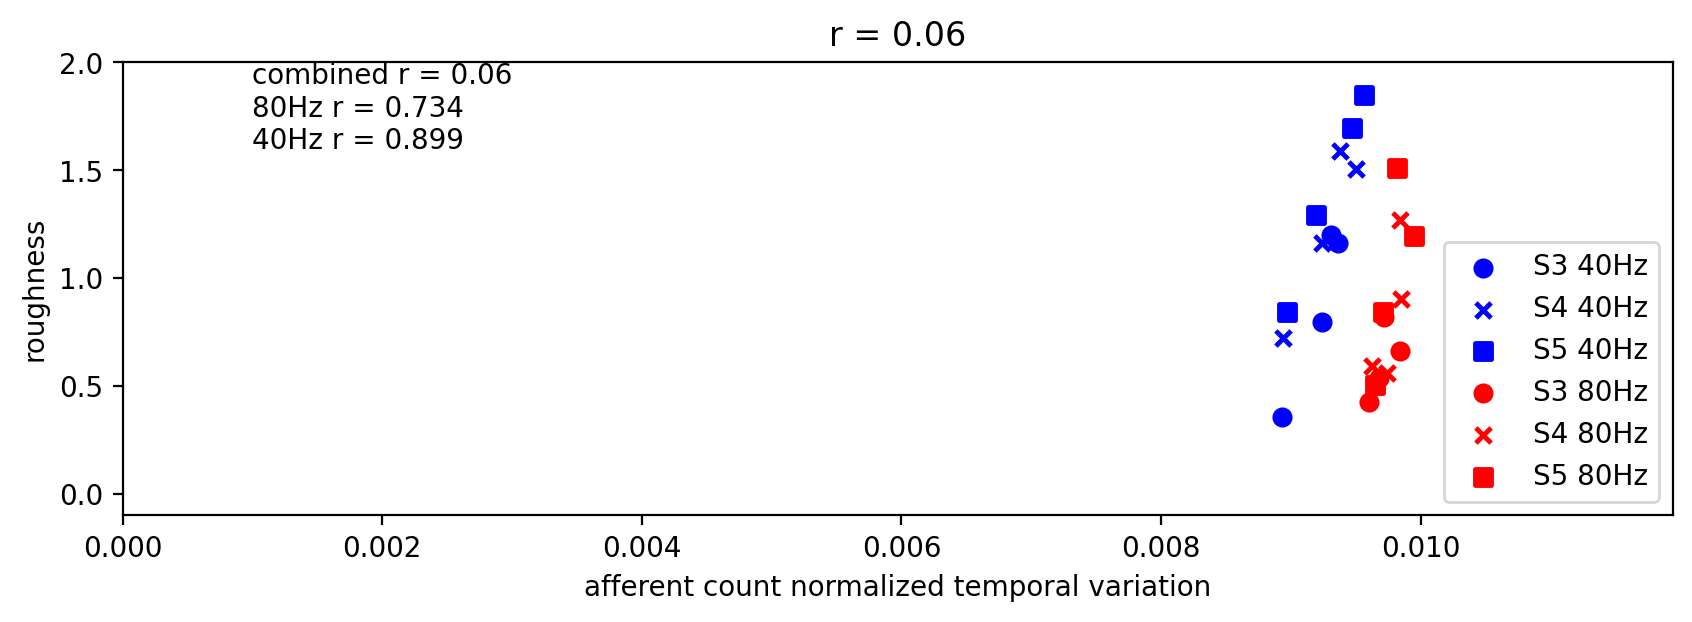 r = 0.06
combined r = 0.06
80Hz r = 0.734
40Hz r = 0.899
2.0
1.5
1.0
0.5
0.0
roughness
S3 40Hz
S4 40Hz
S5 40Hz
S3 80Hz
S4 80Hz
S5 80Hz
0.000 0.002 0.004 0.006 0.008 0.010
afferent count normalized temporal variation